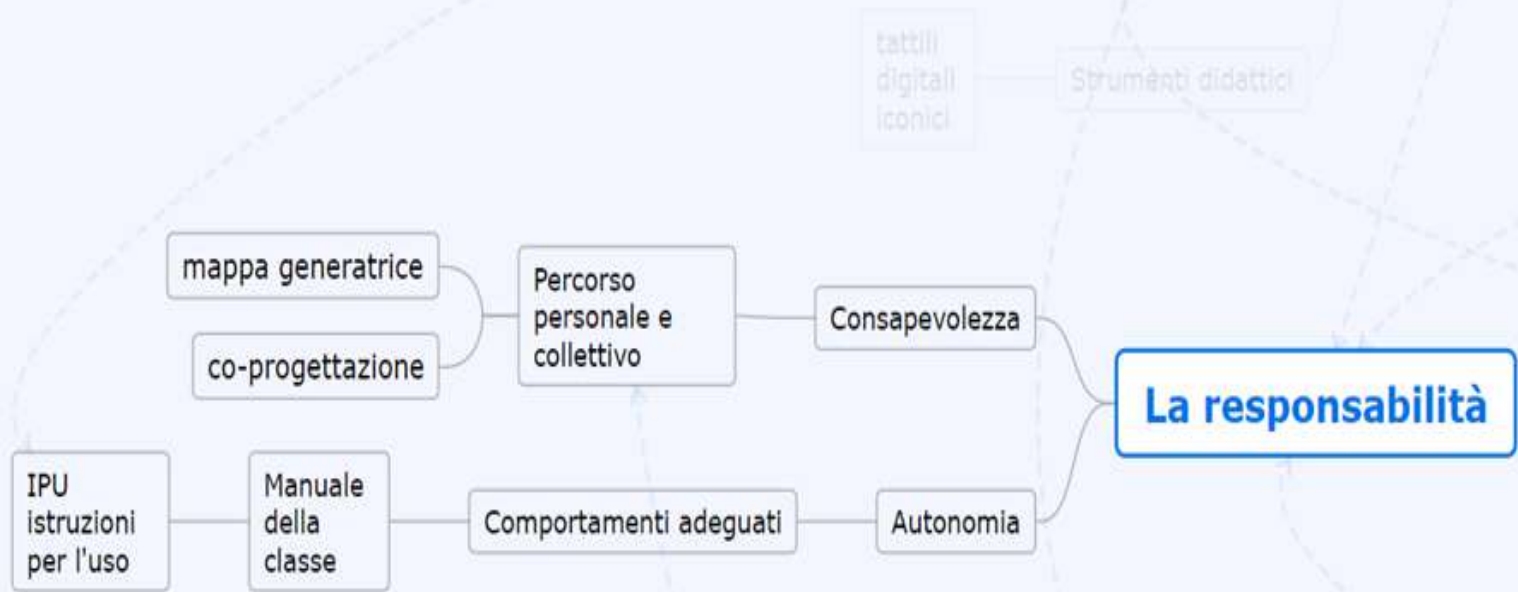 tattili
digitali
iconici
Strumenti didattici
mappa generatrice
co-progettazione
Percorso
personale e
collettivo
Consapevolezza
La responsabilità
IPU
istruzioni
per l'uso
Manuale
della
classe
Comportamenti adeguati
Autonomia